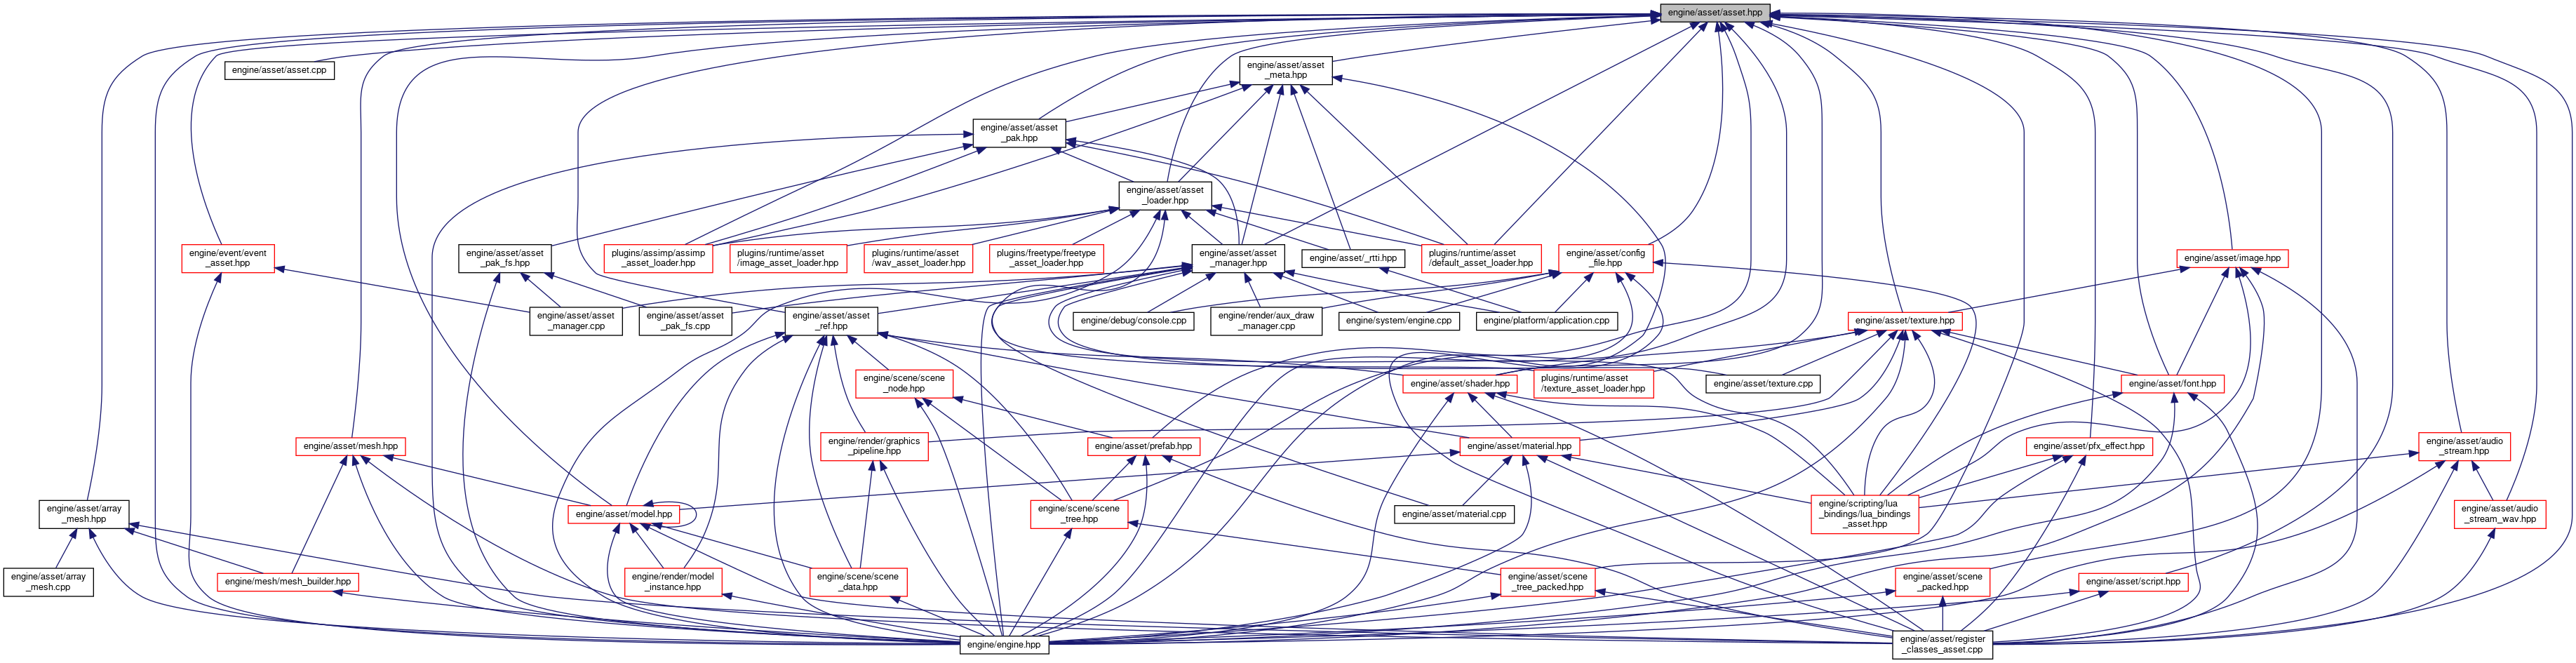 engine/asset/asset.hpp
engine/asset/asset.cpp
engine/asset/asset
_meta.hpp
engine/asset/asset
_pak.hpp
engine/asset/asset
_loader.hpp
engine/event/event
_asset.hpp
engine/asset/asset
_pak_fs.hpp
plugins/assimp/assimp
_asset_loader.hpp
plugins/runtime/asset
/image_asset_loader.hpp
plugins/runtime/asset
/wav_asset_loader.hpp
plugins/freetype/freetype
_asset_loader.hpp
engine/asset/asset
_manager.hpp
engine/asset/_rtti.hpp
plugins/runtime/asset
/default_asset_loader.hpp
engine/asset/config
_file.hpp
engine/asset/image.hpp
engine/asset/asset
_manager.cpp
engine/asset/asset
_pak_fs.cpp
engine/asset/asset
_ref.hpp
engine/debug/console.cpp
engine/render/aux_draw
_manager.cpp
engine/system/engine.cpp
engine/platform/application.cpp
engine/asset/texture.hpp
engine/scene/scene
_node.hpp
engine/asset/shader.hpp
plugins/runtime/asset
/texture_asset_loader.hpp
engine/asset/texture.cpp
engine/asset/font.hpp
engine/asset/mesh.hpp
engine/render/graphics
_pipeline.hpp
engine/asset/prefab.hpp
engine/asset/material.hpp
engine/asset/pfx_effect.hpp
engine/asset/audio
_stream.hpp
engine/asset/array
_mesh.hpp
engine/asset/model.hpp
engine/scene/scene
_tree.hpp
engine/asset/material.cpp
engine/scripting/lua
_bindings/lua_bindings
_asset.hpp
engine/asset/audio
_stream_wav.hpp
engine/asset/array
_mesh.cpp
engine/mesh/mesh_builder.hpp
engine/render/model
_instance.hpp
engine/scene/scene
_data.hpp
engine/asset/scene
_tree_packed.hpp
engine/asset/scene
_packed.hpp
engine/asset/script.hpp
engine/engine.hpp
engine/asset/register
_classes_asset.cpp